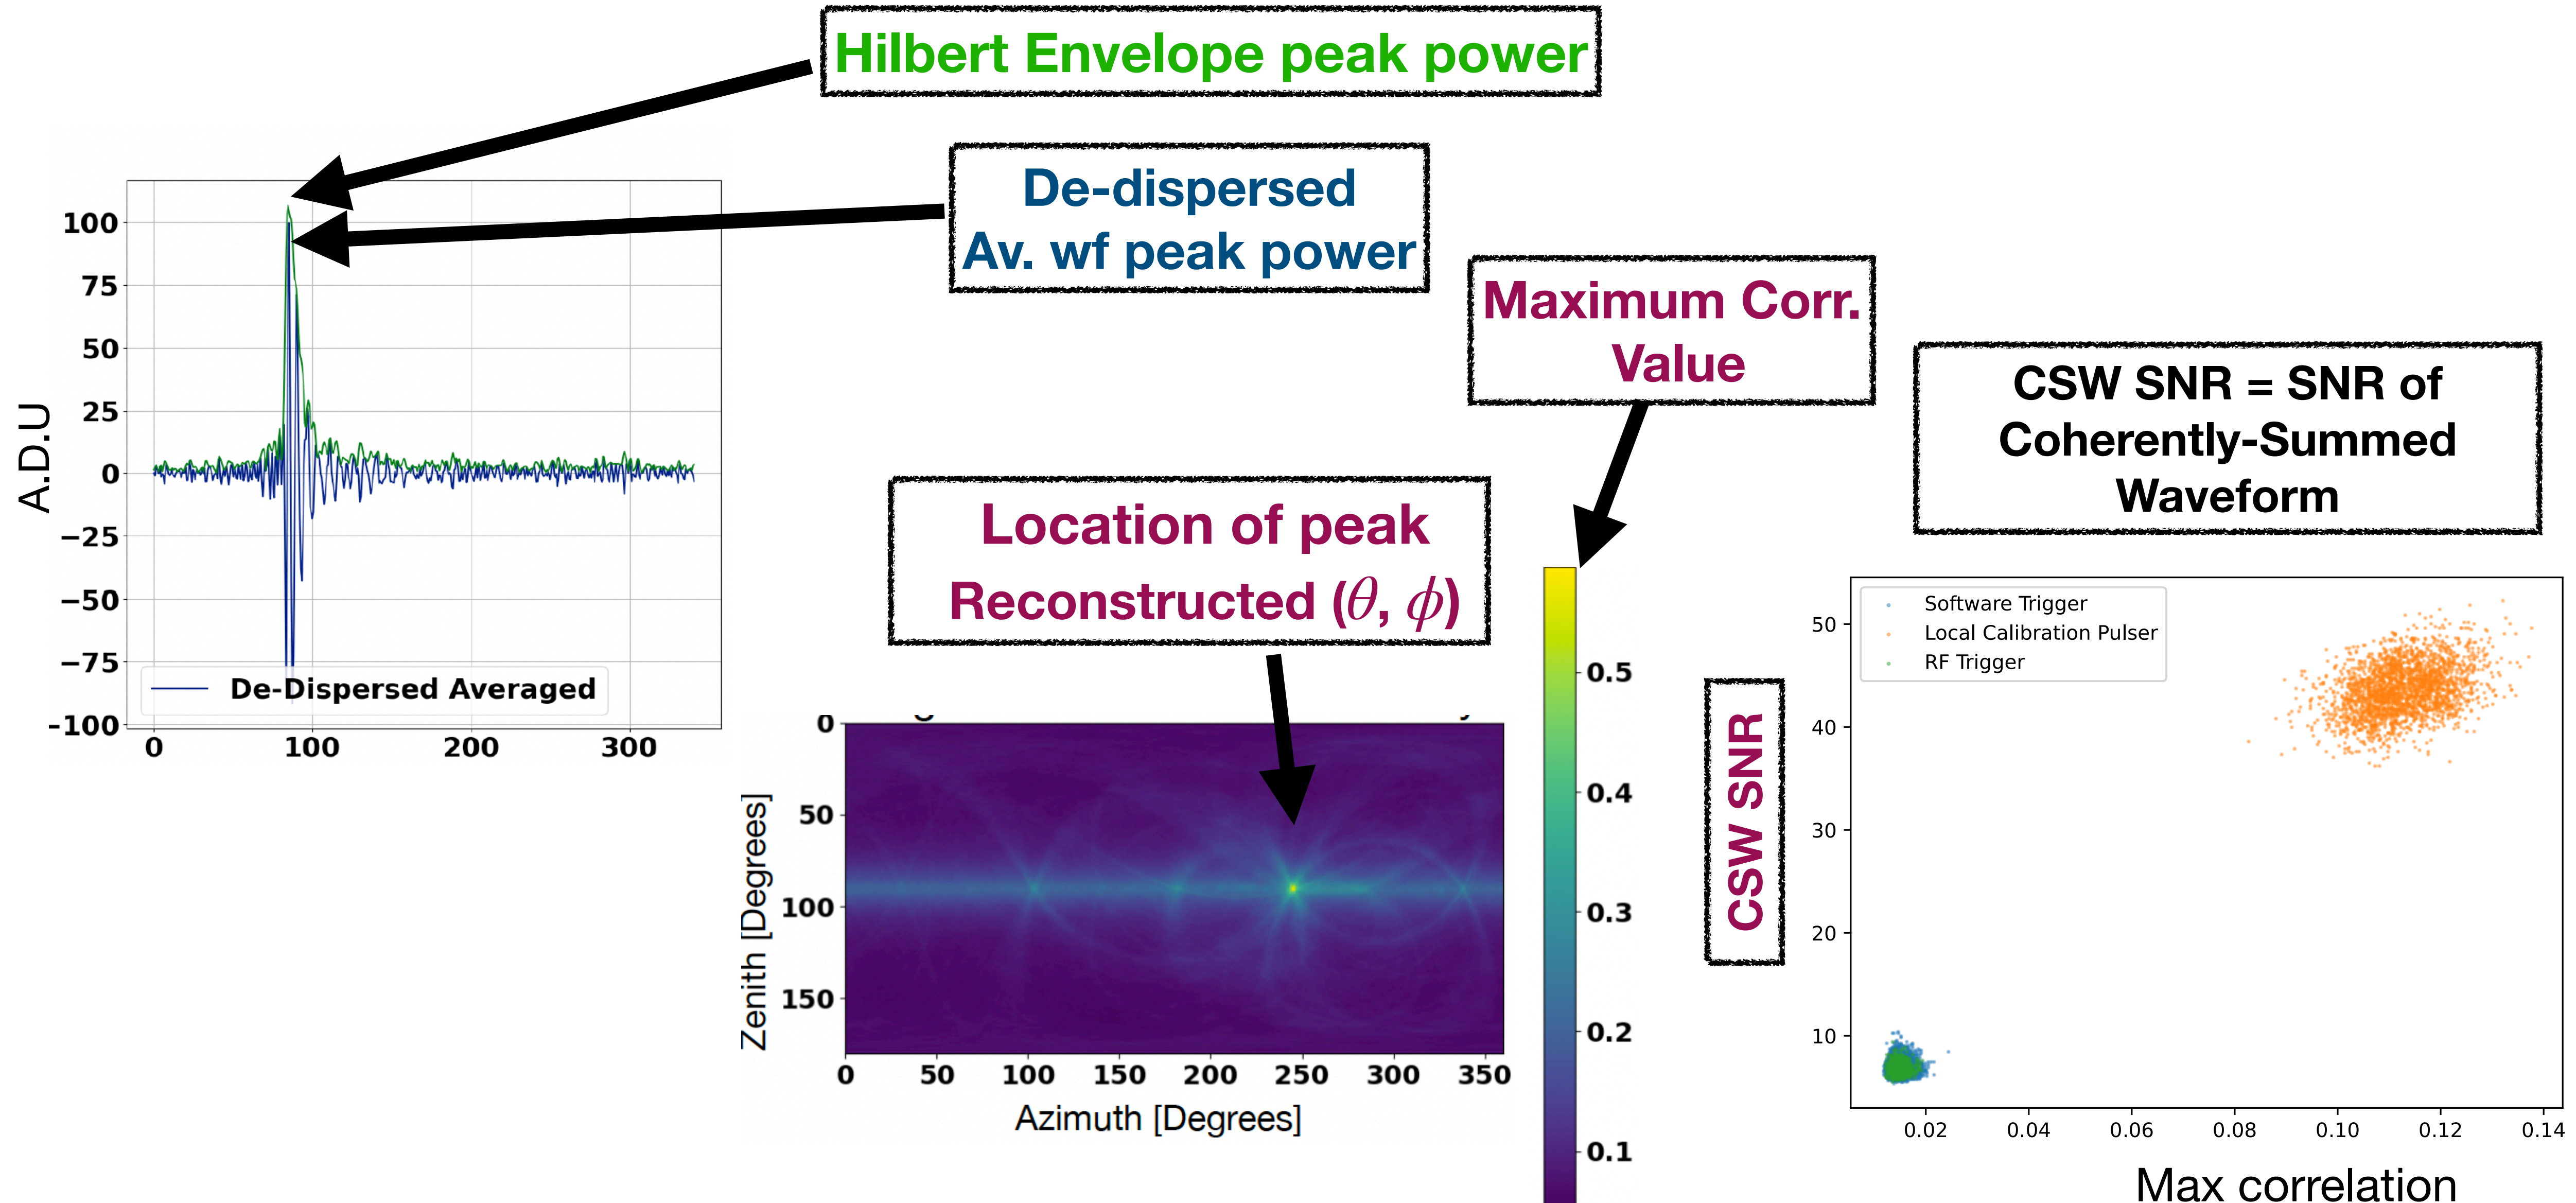 Hilbert Envelope peak power
De-dispersed
Av. wf peak power
100
75
50
25
0
−25
−50
−75
-100
A.D.U
De-Dispersed Averaged
0 100 200 300
Maximum Corr.
Value
CSW SNR = SNR of
Coherently-Summed
Waveform
Location of peak
Reconstructed (θ, ϕ)
0
50
100
150
Zenith [Degrees]
0 50 100 150 200 250 300 350
Azimuth [Degrees]
0.5
0.4
0.3
0.2
0.1
CSW SNR
Software Trigger
Local Calibration Pulser
RF Trigger
50
40
30
20
10
0.02 0.04 0.06 0.08 0.10 0.12 0.14
Max correlation